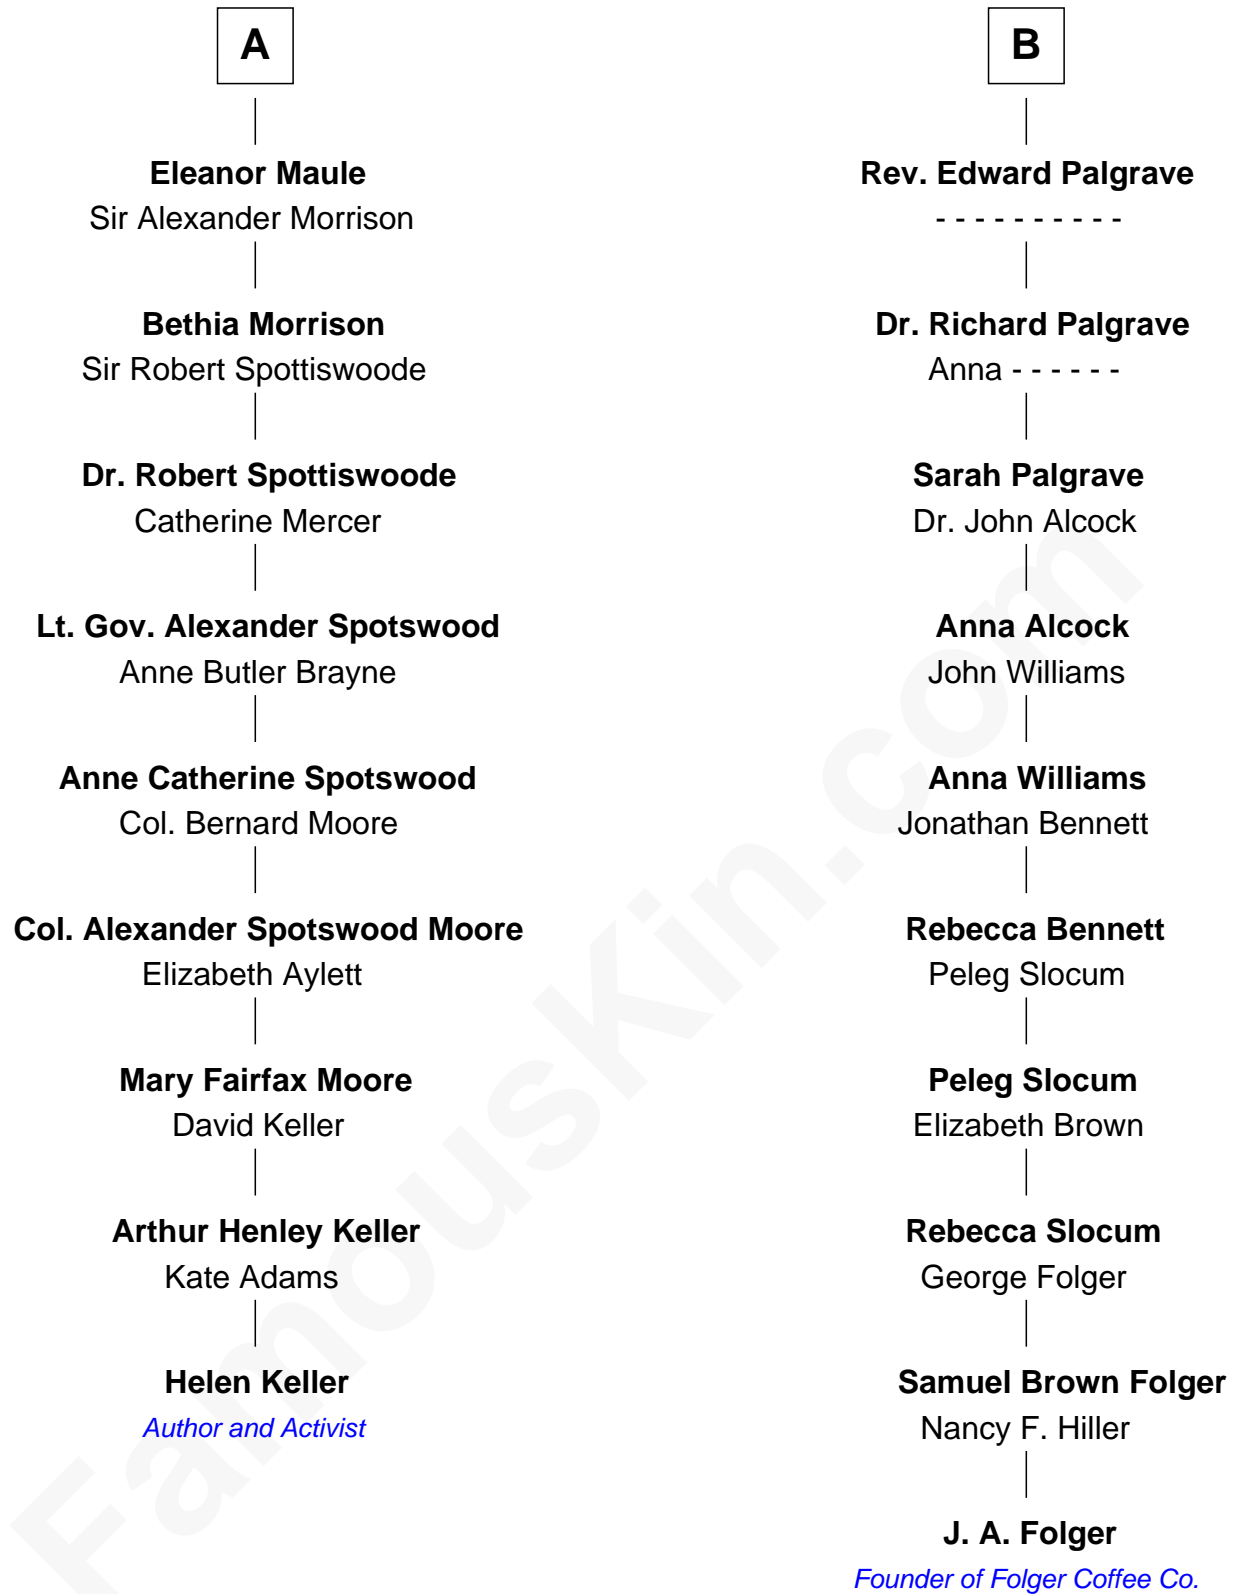 A
Eleanor Maule
Sir Alexander Morrison
Bethia Morrison
Sir Robert Spottiswoode
Dr. Robert Spottiswoode
Catherine Mercer
Lt. Gov. Alexander Spotswood
Anne Butler Brayne
Anne Catherine Spotswood
Col. Bernard Moore
Col. Alexander Spotswood Moore
Elizabeth Aylett
Mary Fairfax Moore
David Keller
Arthur Henley Keller
Kate Adams
Helen Keller
Author and Activist
B
Rev. Edward Palgrave
- - - - - - - - - -
Dr. Richard Palgrave
Anna - - - - - -
Sarah Palgrave
Dr. John Alcock
Anna Alcock
John Williams
Anna Williams
Jonathan Bennett
Rebecca Bennett
Peleg Slocum
Peleg Slocum
Elizabeth Brown
Rebecca Slocum
George Folger
Samuel Brown Folger
Nancy F. Hiller
J. A. Folger
Founder of Folger Coffee Co.
FamousKin.com